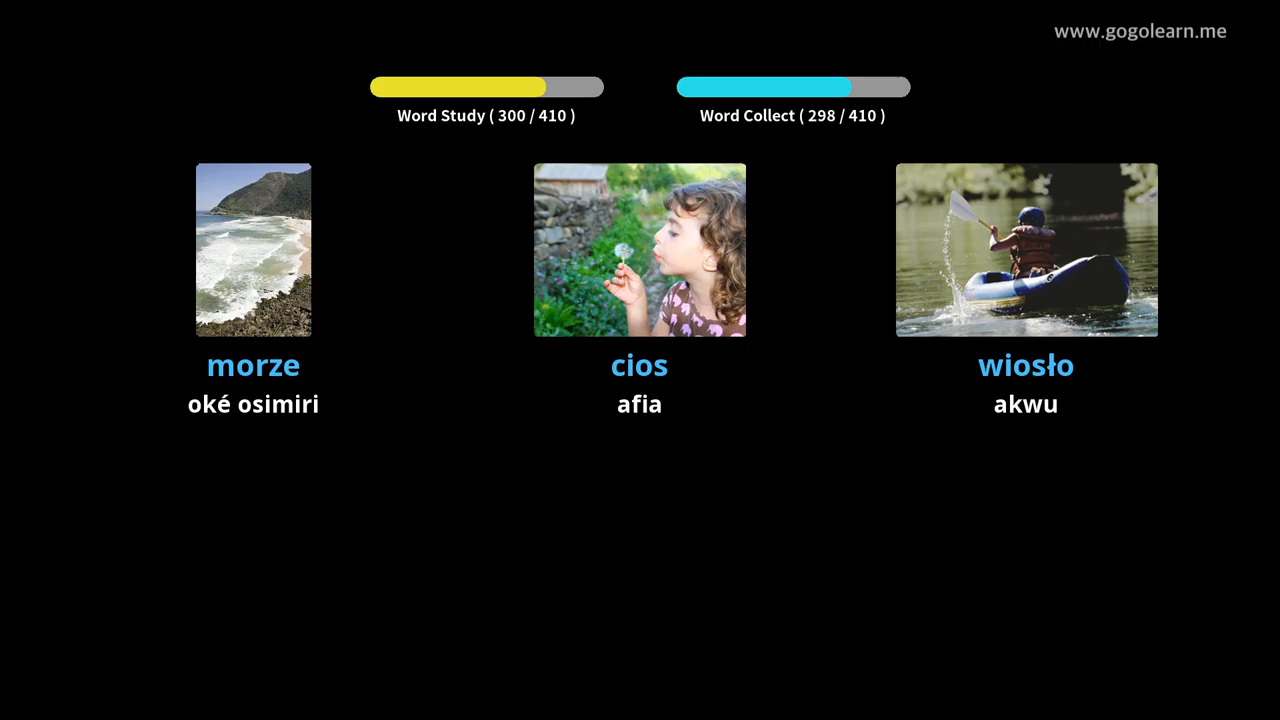 www.gogolearn.me
Word Study ( 300 / 410 )
Word Collect ( 298 / 410 )
morze
oké osimiri
cios
afia
wiosło
akwu